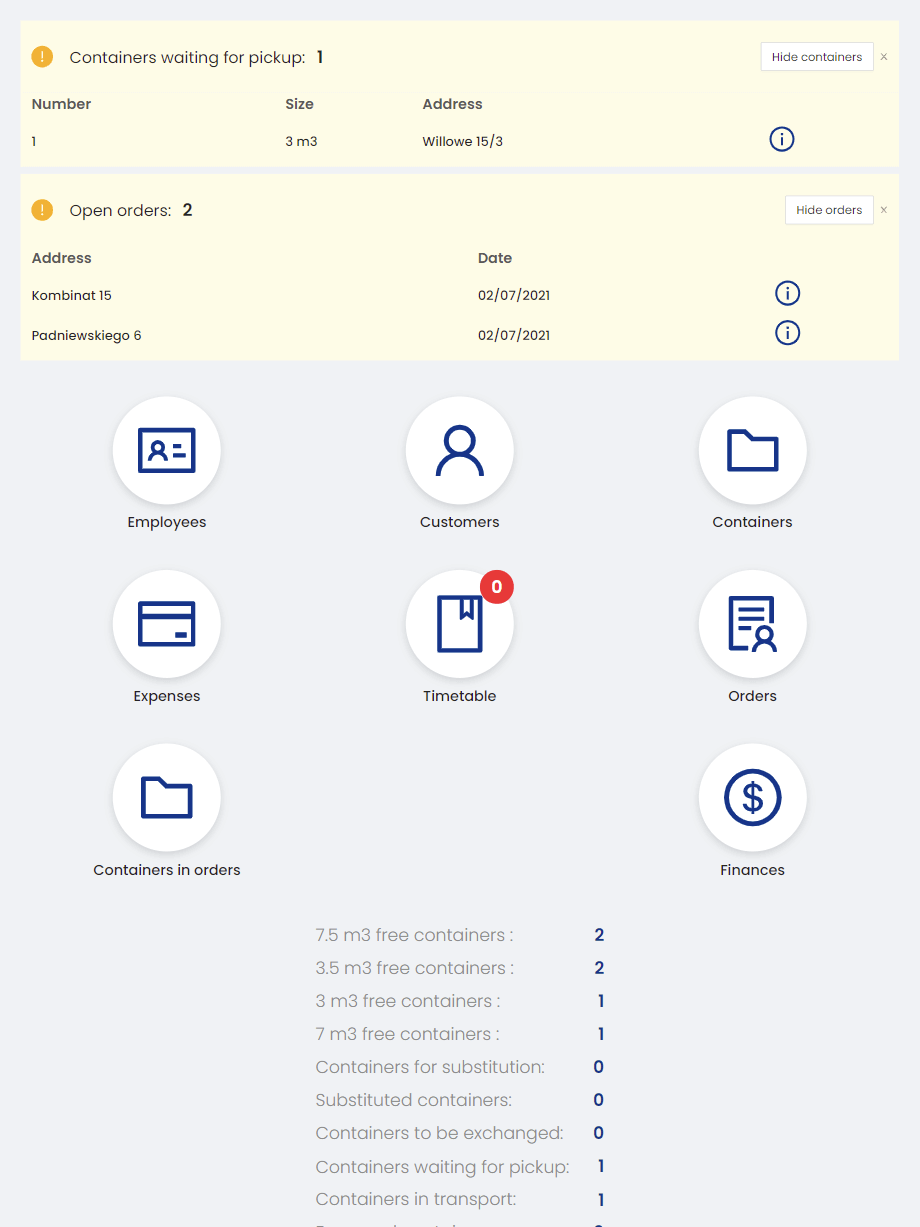 ! Containers waiting for pickup: 1 Hide containers x
Number Size Address
1 3 m3 Willowe 15/3
! Open orders: 2 Hide orders x
Address Date
Kombinat 15 02/07/2021
Padniewskiego 6 02/07/2021
Employees Customers Containers
0
Expenses Timetable Orders
$
Containers in orders Finances
7.5 m3 free containers : 2
3.5 m3 free containers : 2
3 m3 free containers : 1
7 m3 free containers : 1
Containers for substitution: 0
Substituted containers: 0
Containers to be exchanged: 0
Containers waiting for pickup: 1
Containers in transport: 1